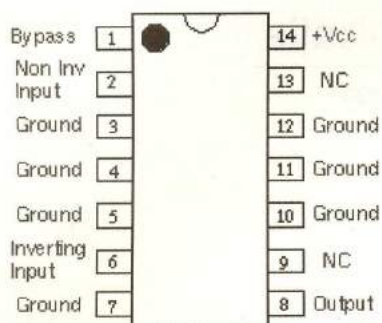 Bypass 1 14 +Vcc
Non Inv
Input 2 13 NC
Ground 3 12 Ground
Ground 4 11 Ground
Ground 5 10 Ground
Inverting
Input 6 9 NC
Ground 7 8 Output